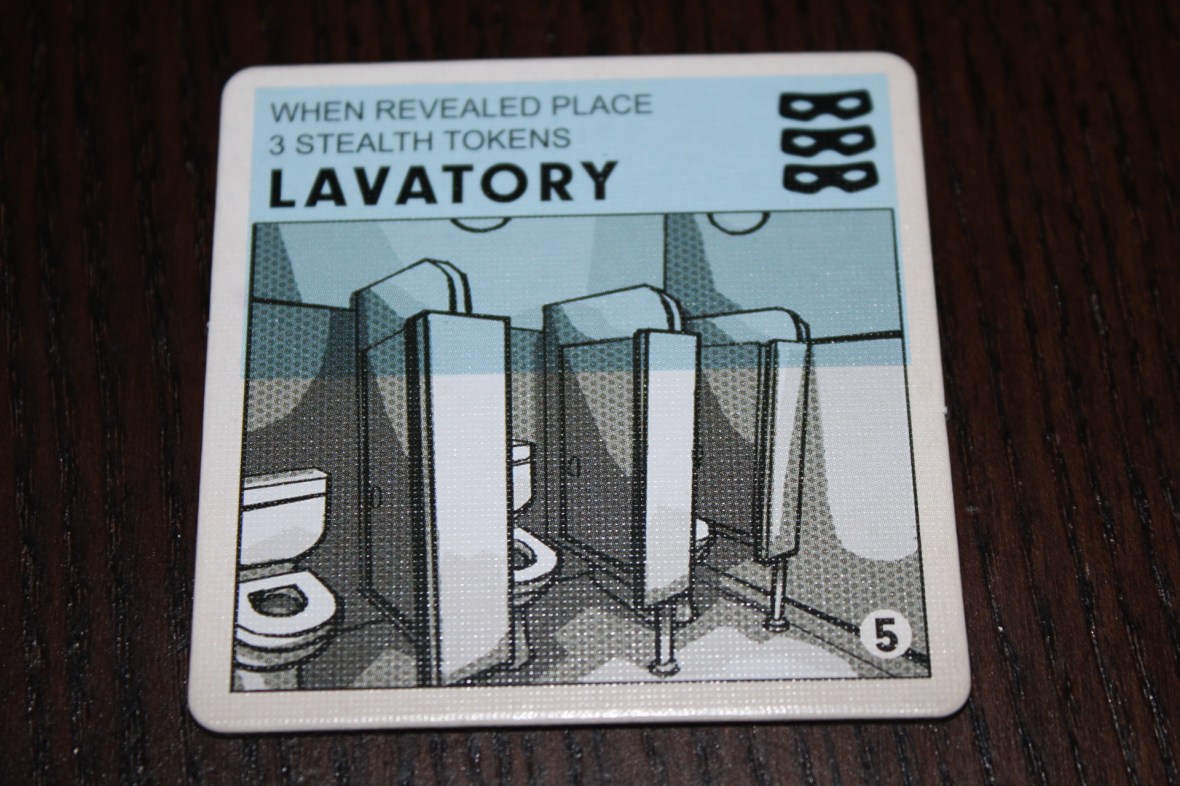 WHEN REVEALED PLACE
3 STEALTH TOKENS
LAVATORY
5